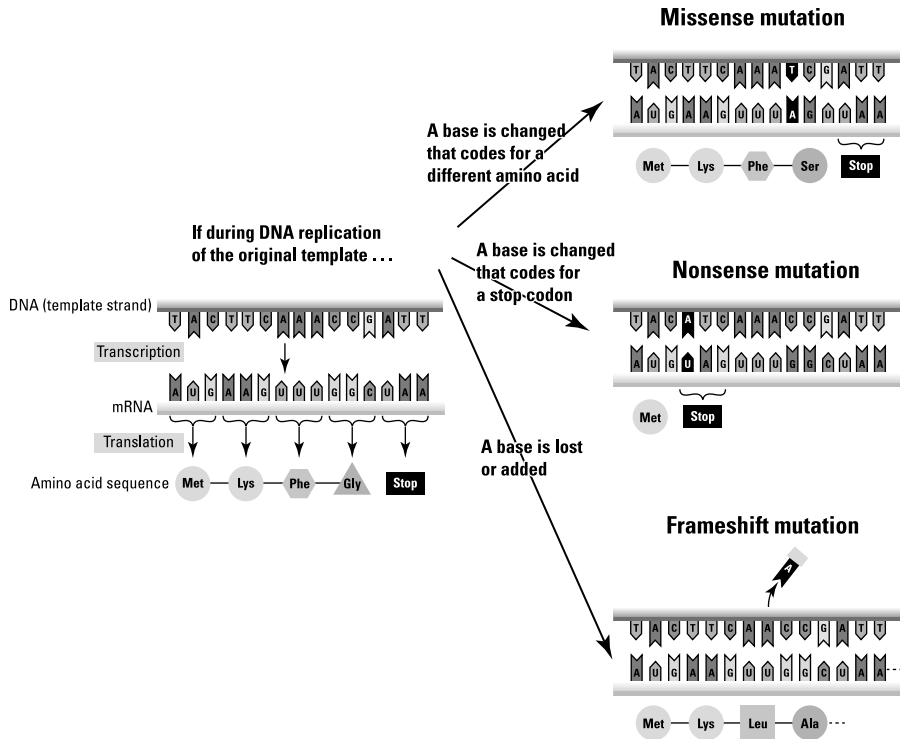 Missense mutation
T A C T T C A A A T C G A T T
A U G A A G U U U A G U U A A
Met Lys Phe Ser Stop
A base is changed
that codes for a
different amino acid
If during DNA replication
of the original template ...
A base is changed
that codes for
a stop codon
Nonsense mutation
T A C A T C A A A C C G A T T
A U G U A G U U U G G C U A A
Met Stop
DNA (template strand)
T A C T T C A A A C C G A T T
Transcription
A U G A A G U U U G G C U A A
mRNA
Translation
Amino acid sequence
Met Lys Phe Gly Stop
A base is lost
or added
Frameshift mutation
A
T A C T T C A A C C G A T T
A U G A A G U U G G C U A A
Met Lys Leu Ala